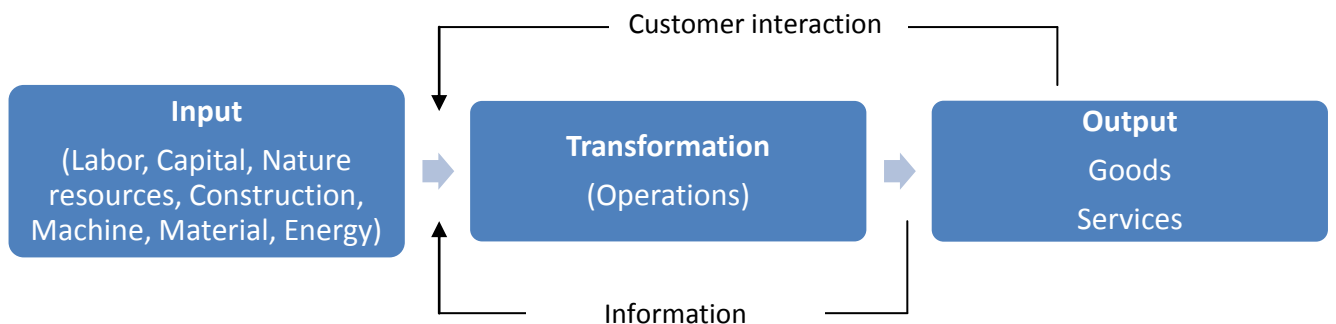 Customer interaction
Input
(Labor, Capital, Nature
resources, Construction,
Machine, Material, Energy)
Transformation
(Operations)
Output
Goods
Services
Information